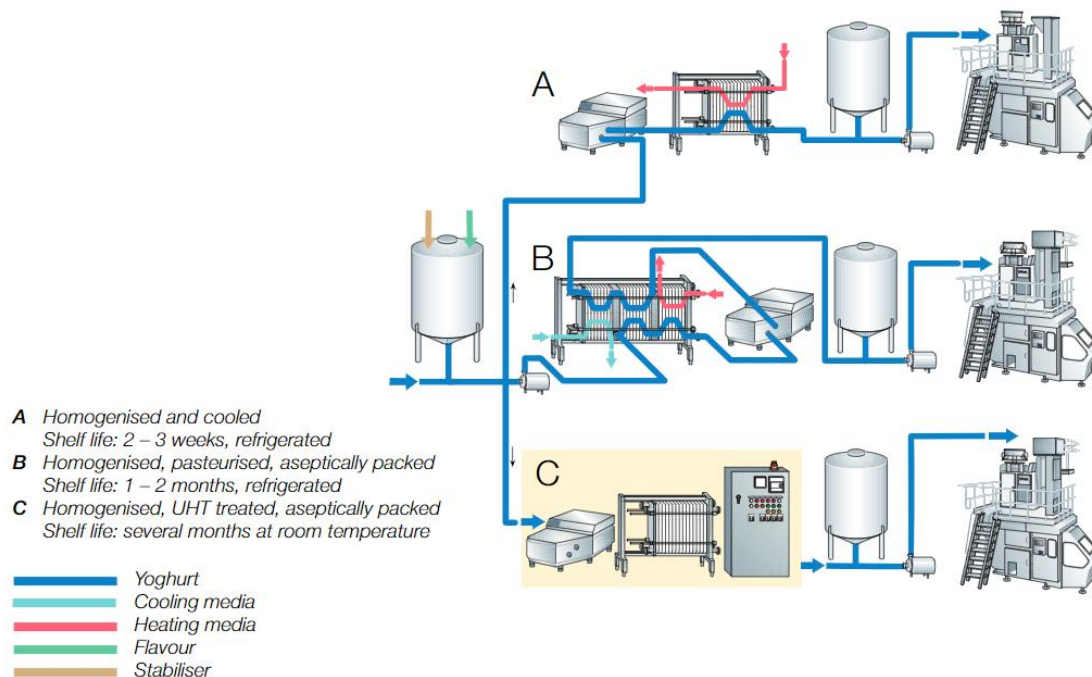 A
B
C
A Homogenised and cooled
Shelf life: 2 – 3 weeks, refrigerated
B Homogenised, pasteurised, aseptically packed
Shelf life: 1 – 2 months, refrigerated
C Homogenised, UHT treated, aseptically packed
Shelf life: several months at room temperature
Yoghurt
Cooling media
Heating media
Flavour
Stabiliser